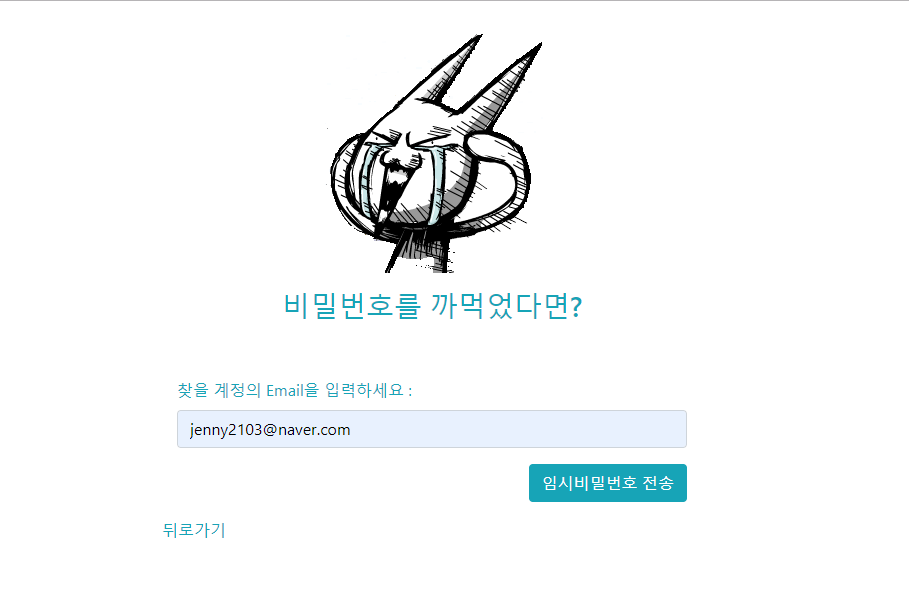 비밀번호를 까먹었다면?
찾을 계정의 Email을 입력하세요 :
jenny2103@naver.com
임시비밀번호 전송
뒤로가기